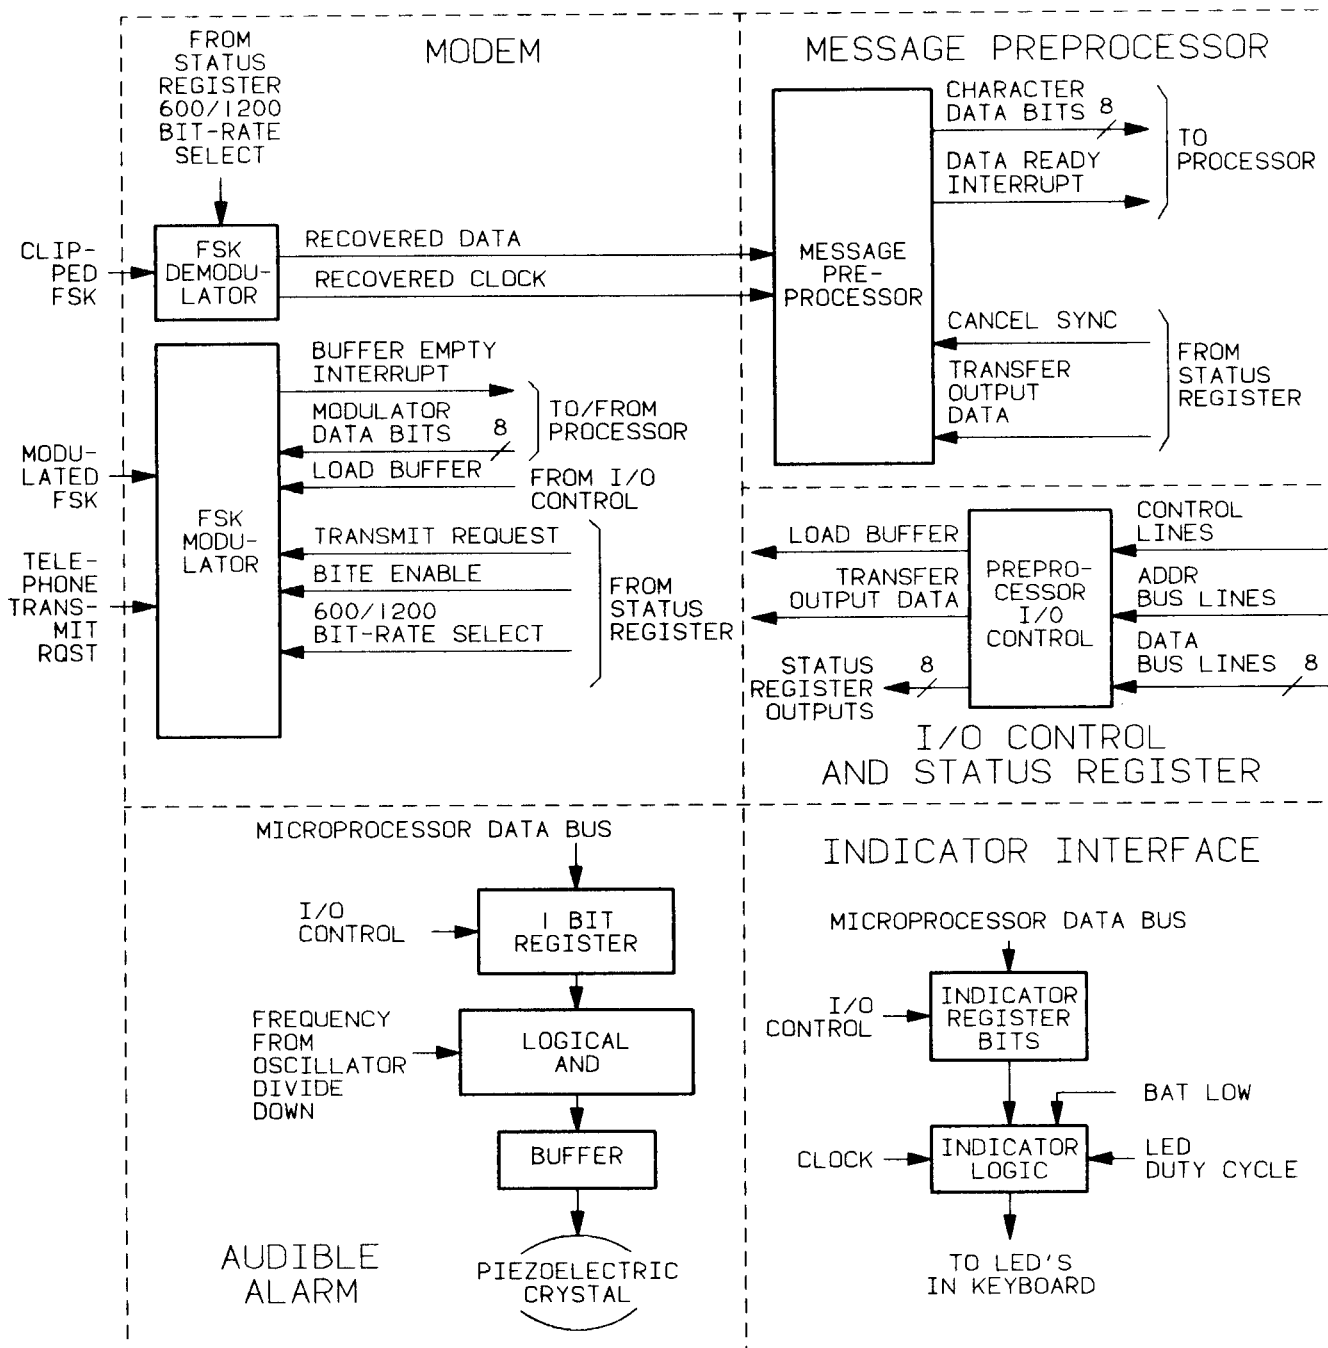 MODEM
FROM
STATUS
REGISTER
600/1200
BIT-RATE
SELECT
CLIP-
PED
FSK
FSK
DEMODU-
LATOR
RECOVERED DATA
RECOVERED CLOCK
BUFFER EMPTY
INTERRUPT
MODULATOR
DATA BITS 8
TO/FROM
PROCESSOR
LOAD BUFFER
FROM I/O
CONTROL
MODU-
LATED
FSK
FSK
MODU-
LATOR
TELE-
PHONE
TRANS-
MIT
RQST
TRANSMIT REQUEST
BITE ENABLE
600/1200
BIT-RATE SELECT
FROM
STATUS
REGISTER
MESSAGE PREPROCESSOR
CHARACTER
DATA BITS 8
DATA READY
INTERRUPT
TO
PROCESSOR
MESSAGE
PRE-
PROCESSOR
CANCEL SYNC
TRANSFER
OUTPUT
DATA
FROM
STATUS
REGISTER
LOAD BUFFER
TRANSFER
OUTPUT DATA
STATUS
REGISTER
OUTPUTS
8
PREPRO-
CESSOR
I/O
CONTROL
CONTROL
LINES
ADDR
BUS LINES
DATA
BUS LINES 8
I/O CONTROL
AND STATUS REGISTER
MICROPROCESSOR DATA BUS
I/O
CONTROL
1 BIT
REGISTER
FREQUENCY
FROM
OSCILLATOR
DIVIDE
DOWN
LOGICAL
AND
BUFFER
PIEZOELECTRIC
CRYSTAL
AUDIBLE
ALARM
INDICATOR INTERFACE
MICROPROCESSOR DATA BUS
I/O
CONTROL
INDICATOR
REGISTER
BITS
BAT LOW
CLOCK
INDICATOR
LOGIC
LED
DUTY CYCLE
TO LED'S
IN KEYBOARD